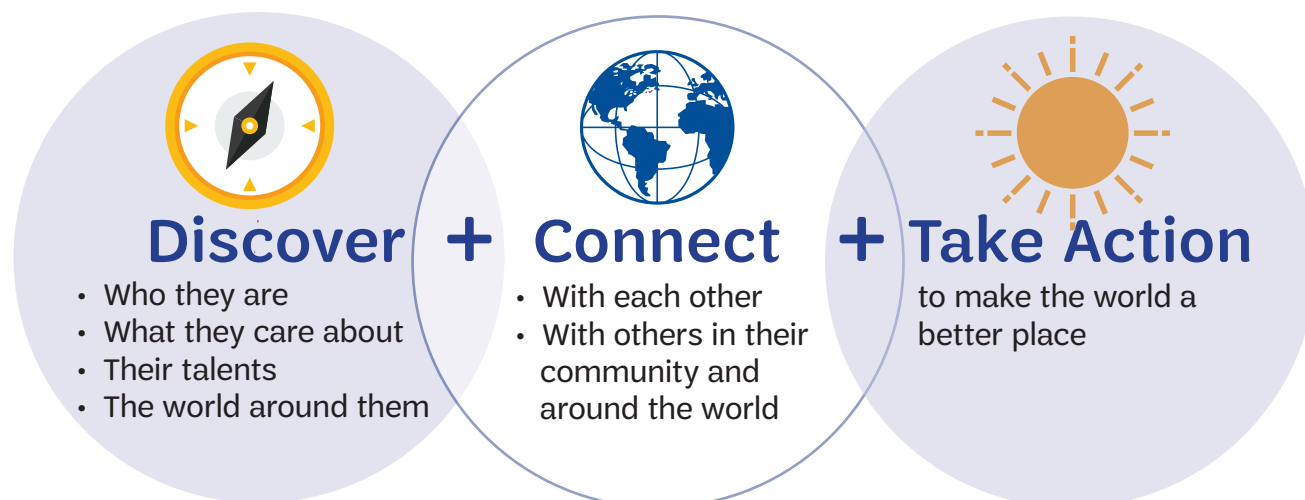 Discover + Connect + Take Action
• Who they are
• What they care about
• Their talents
• The world around them
• With each other
• With others in their
community and
around the world
to make the world a
better place